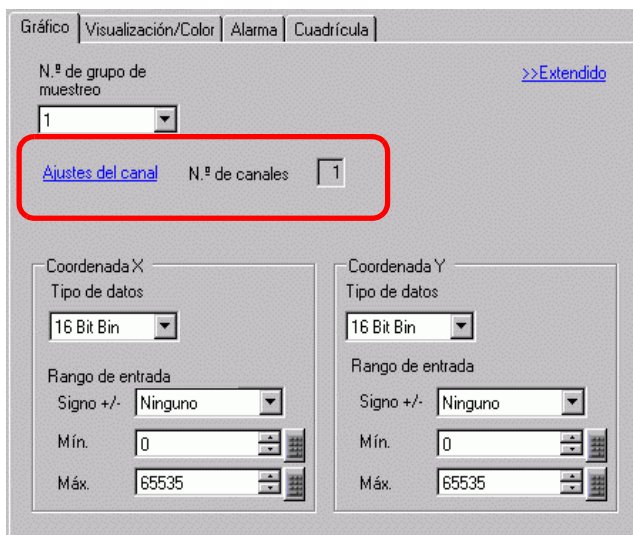 Gráfico Visualización/Color Alarma Cuadrícula
N.º de grupo de
muestreo
>>Extendido
1
Ajustes del canal N.º de canales 1
Coordenada X
Tipo de datos
16 Bit Bin
Rango de entrada
Signo +/- Ninguno
Mín. 0
Máx. 65535
Coordenada Y
Tipo de datos
16 Bit Bin
Rango de entrada
Signo +/- Ninguno
Mín. 0
Máx. 65535